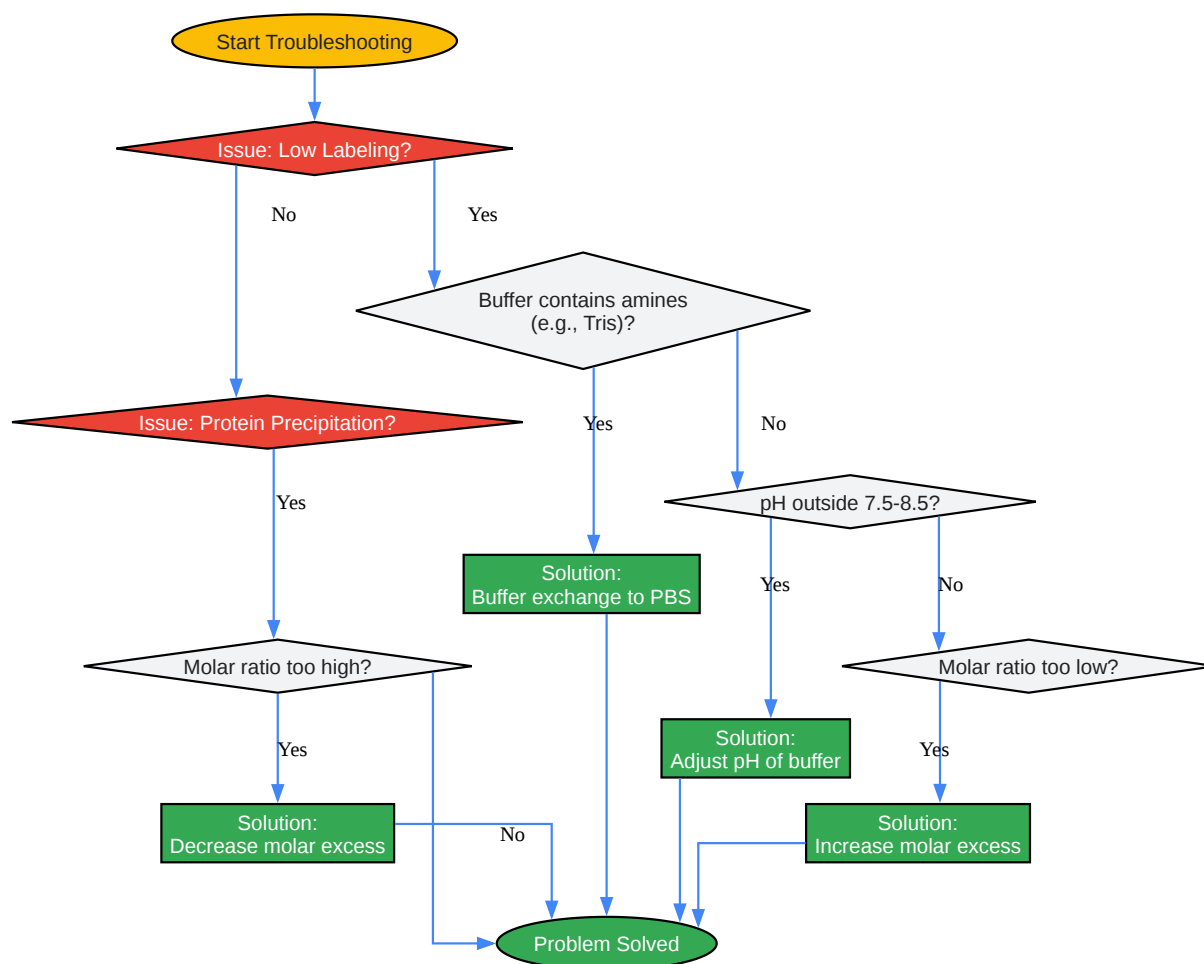 Start Troubleshooting
Issue: Low Labeling?
No
Yes
Buffer contains amines
(e.g., Tris)?
Issue: Protein Precipitation?
Yes
No
Yes
pH outside 7.5-8.5?
Solution:
Buffer exchange to PBS
Yes
No
Molar ratio too high?
Molar ratio too low?
Yes
Solution:
Adjust pH of buffer
Yes
Solution:
Decrease molar excess
No
Solution:
Increase molar excess
Problem Solved